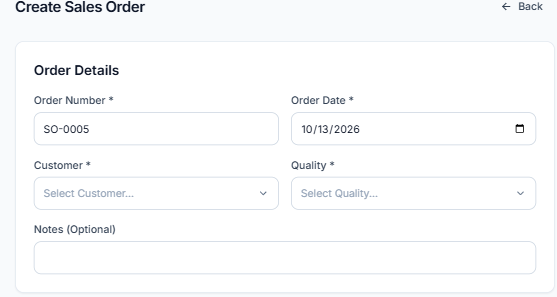 Create Sales Order
← Back
Order Details
Order Number *
Order Date *
SO-0005
10/13/2026
Customer *
Quality *
Select Customer...
Select Quality...
Notes (Optional)